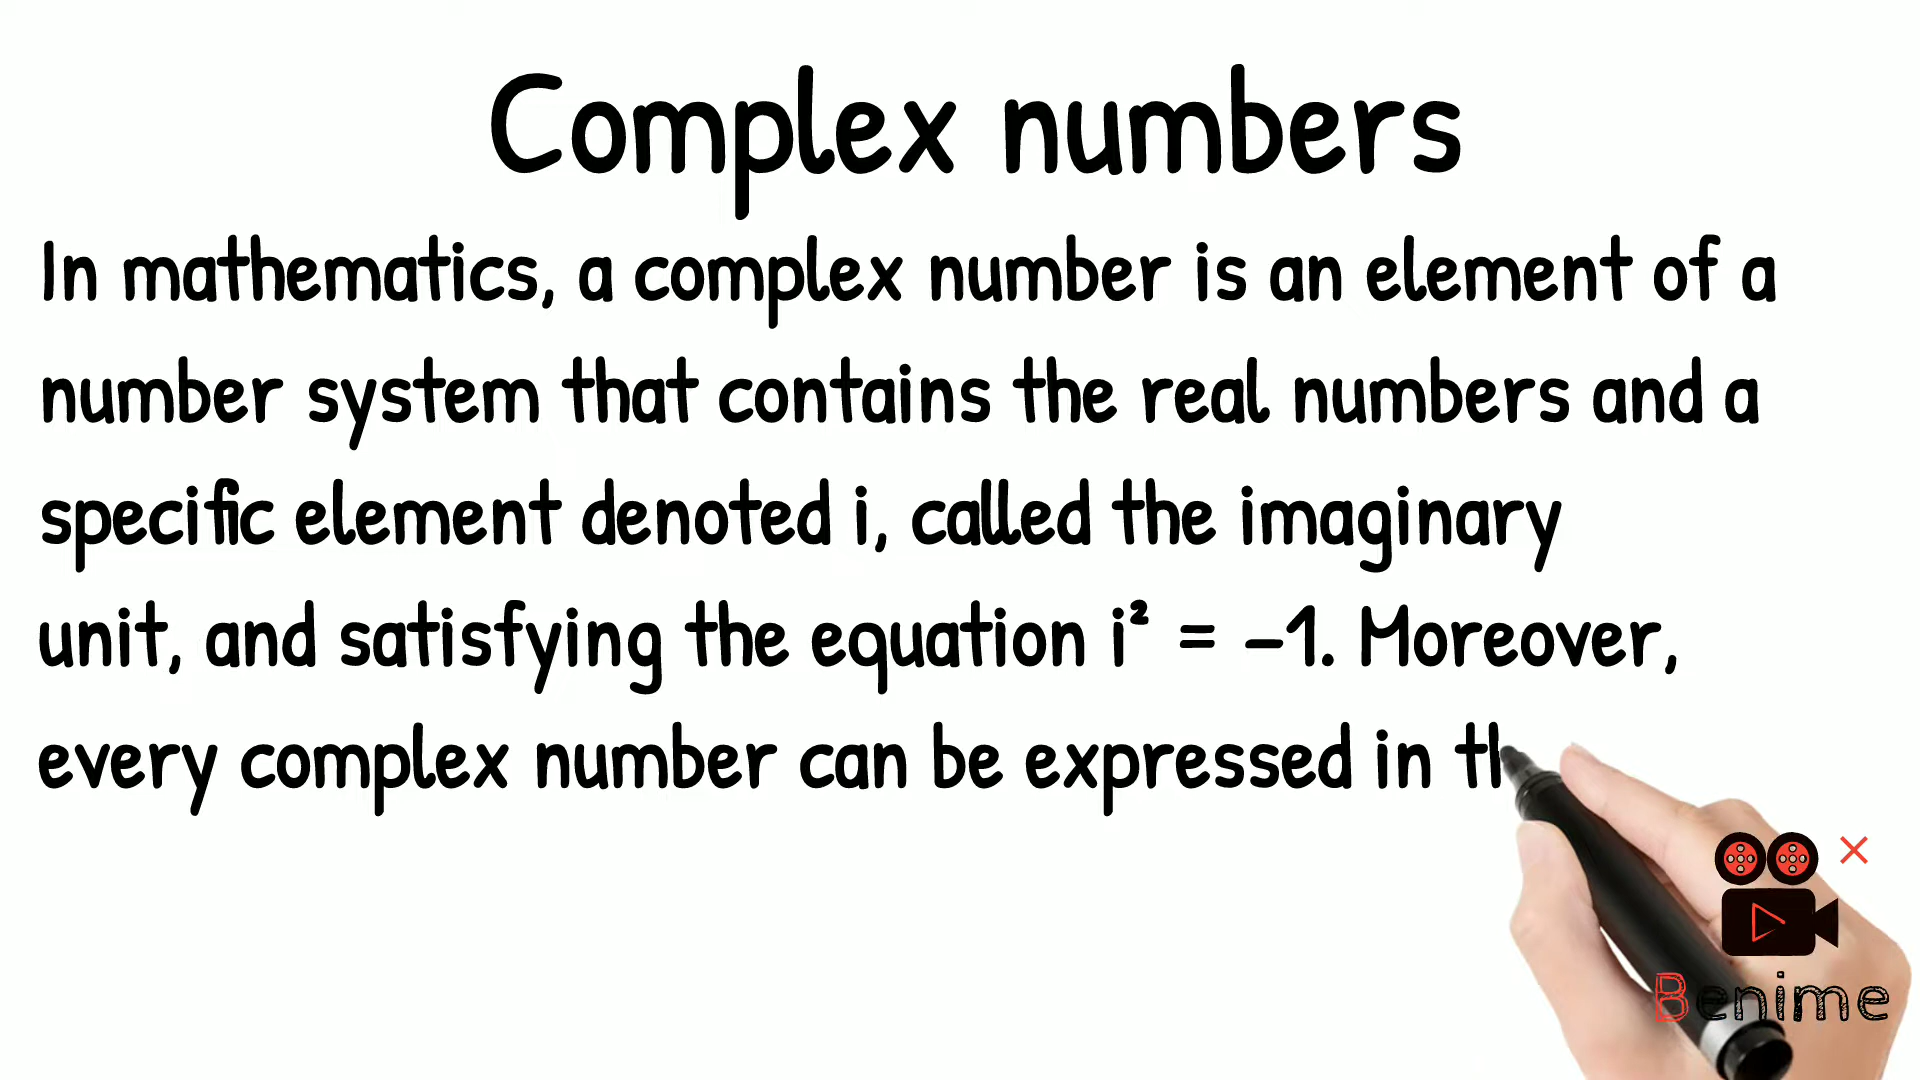 Complex numbers
In mathematics, a complex number is an element of a
number system that contains the real numbers and a
specific element denoted i, called the imaginary
unit, and satisfying the equation i² = -1. Moreover,
every complex number can be expressed in th
Benime